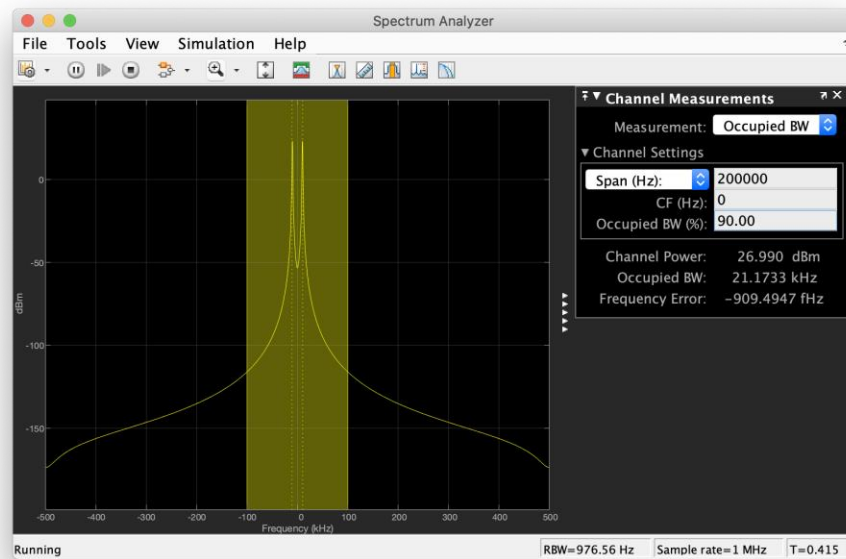 Spectrum Analyzer
File Tools View Simulation Help
Channel Measurements
Measurement: Occupied BW
Channel Settings
Span (Hz): 200000
CF (Hz): 0
Occupied BW (%): 90.00
Channel Power: 26.990 dBm
Occupied BW: 21.1733 kHz
Frequency Error: -909.4947 fHz
0
-50
-100
-150
dBm
-500 -400 -300 -200 -100 0 100 200 300 400 500
Frequency (kHz)
Running RBW=976.56 Hz Sample rate=1 MHz T=0.415